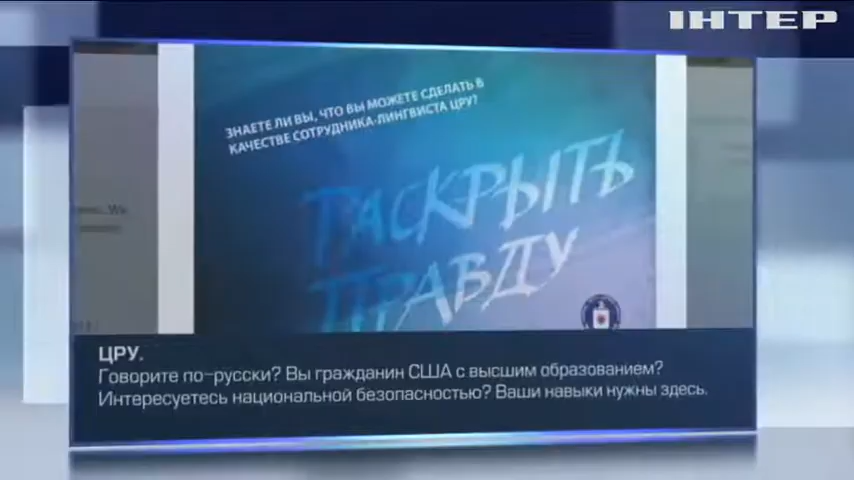 ІНТЕР
ЗНАЕТЕ ЛИ ВЫ, ЧТО ВЫ МОЖЕТЕ СДЕЛАТЬ В
КАЧЕСТВЕ СОТРУДНИКА-ЛИНГВИСТА ЦРУ?
РАСКРЫТЬ
ПРАВДУ
ЦРУ.
Говорите по-русски? Вы гражданин США с высшим образованием?
Интересуетесь национальной безопасностью? Ваши навыки нужны здесь.